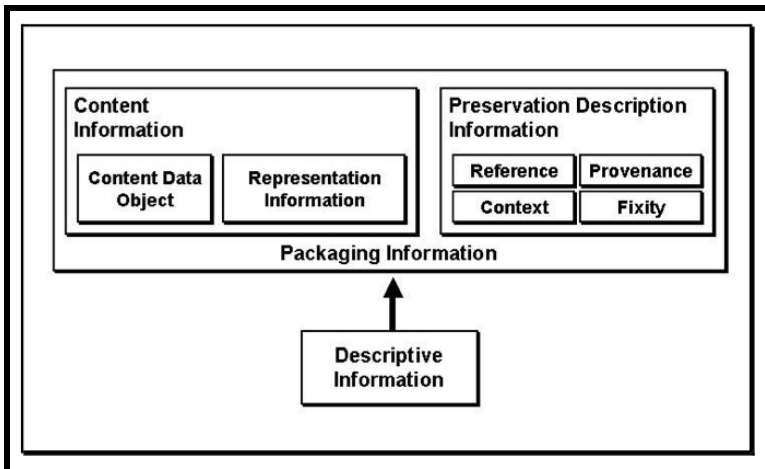 Content
Information
Content Data
Object
Representation
Information
Preservation Description
Information
Reference
Provenance
Context
Fixity
Packaging Information
Descriptive
Information